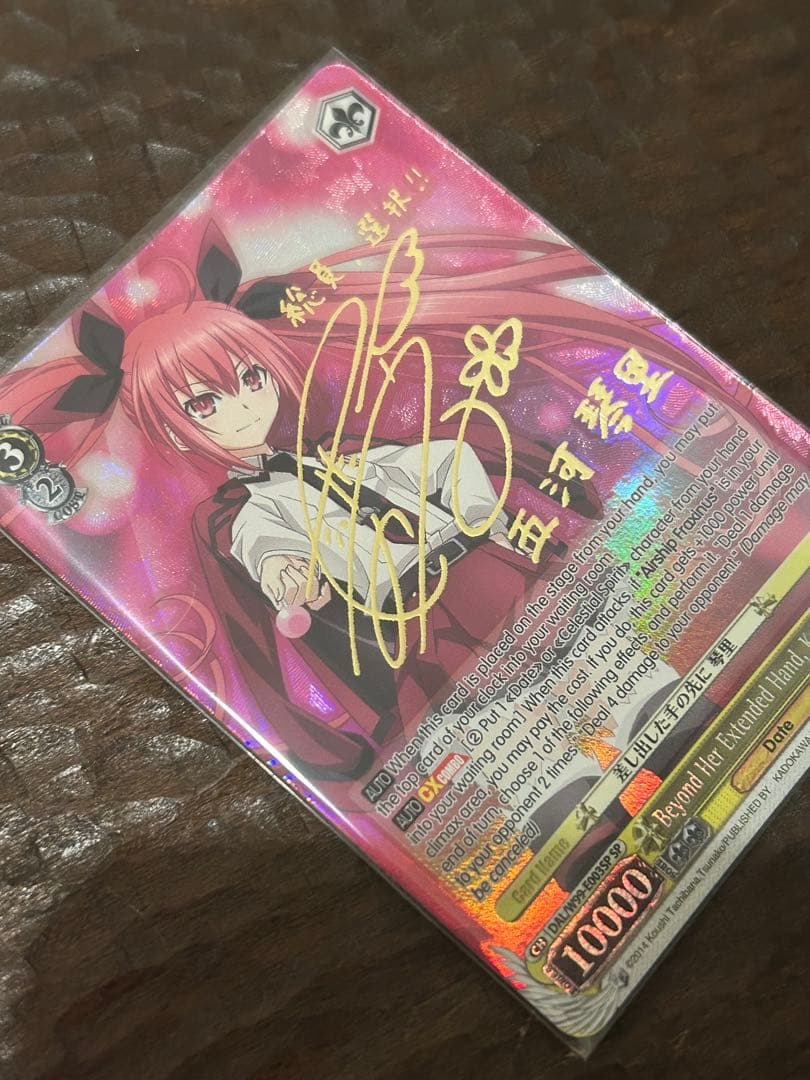 総員、選択!!
五河 琴里
3
2
COST
AUTO When this card is placed on the stage from your hand, you may put
the top card of your clock into your waiting room.
AUTO CX COMBO [② Put 1 <Date> or <Celestial Spirit> character from your hand
into your waiting room] When this card attacks, if "Airship Fraxinus" is in your
climax area, you may pay the cost. If you do, this card gets +1000 power until
end of turn, choose 1 of the following effects, and perform it. "Deal 1 damage
to your opponent 2 times." "Deal 4 damage to your opponent." Damage may
be canceled)
Card Name
差し出した手の先に 琴里
Beyond Her Extended Hand,
Date
C3 DAL/W99-E003SP SP
10000
©2014 Koushi Tachibana,Tsunako/PUBLISHED BY KADOKAWA